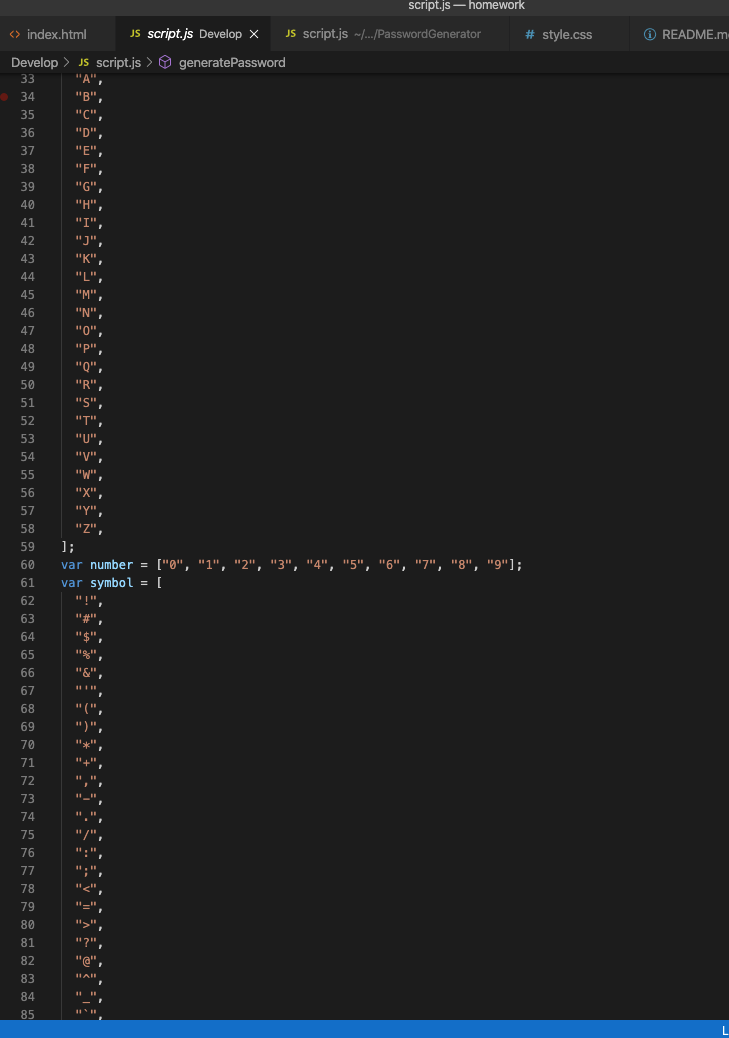 script.js — homework
<> index.html JS script.js Develop × JS script.js ~/.../PasswordGenerator # style.css README.m
Develop > JS script.js > generatePassword
33 "A",
34 "B",
35 "C",
36 "D",
37 "E",
38 "F",
39 "G",
40 "H",
41 "I",
42 "J",
43 "K",
44 "L",
45 "M",
46 "N",
47 "O",
48 "P",
49 "Q",
50 "R",
51 "S",
52 "T",
53 "U",
54 "V",
55 "W",
56 "X",
57 "Y",
58 "Z",
59 ];
60 var number = ["0", "1", "2", "3", "4", "5", "6", "7", "8", "9"];
61 var symbol = [
62 "!",
63 "#",
64 "$",
65 "%",
66 "&",
67 "'",
68 "(",
69 ")",
70 "*",
71 "+",
72 ",",
73 "-",
74 ".",
75 "/",
76 ":",
77 ";",
78 "<",
79 "=",
80 ">",
81 "?",
82 "@",
83 "^",
84 "_",
85 "`",
L